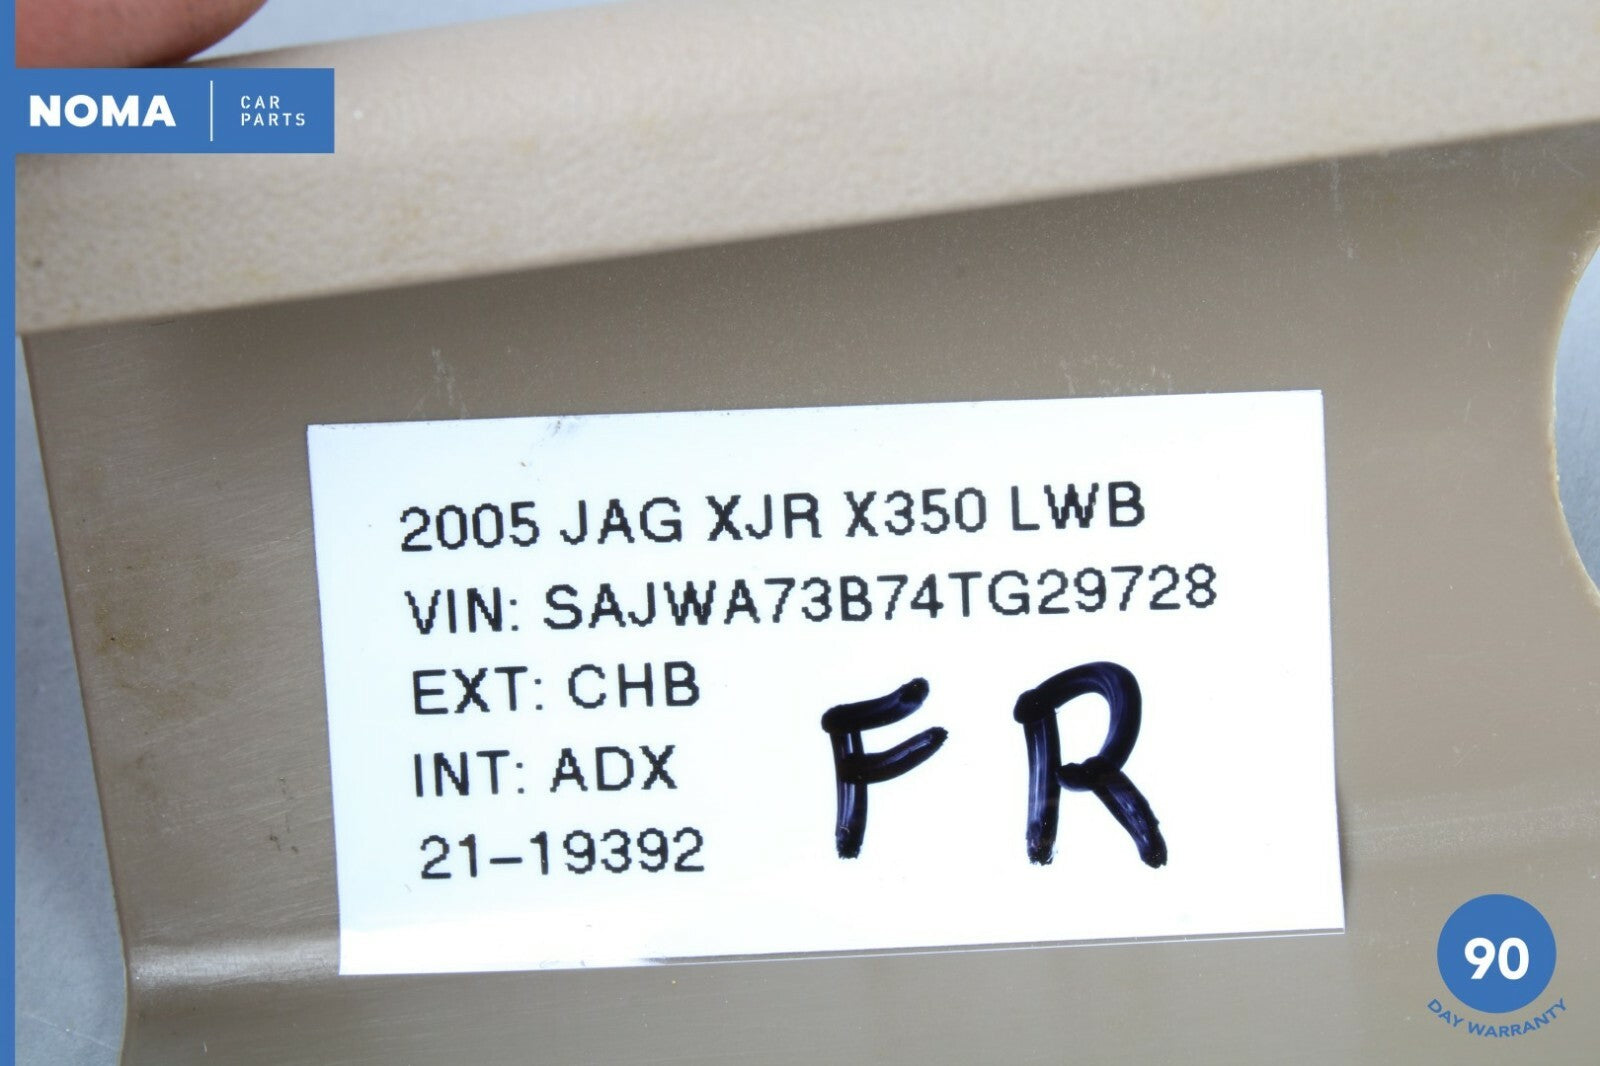 NOMA
CAR
PARTS
2005 JAG XJR X350 LWB
VIN: SAJWA73B74TG29728
EXT: CHB
INT: ADX
21-19392
F R
90
DAY WARRANTY